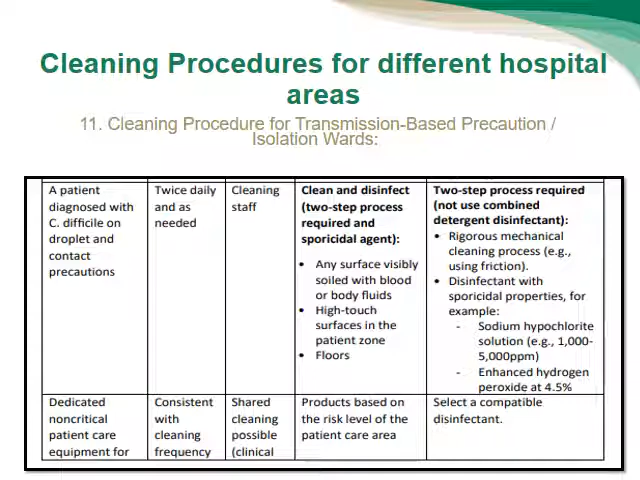 Cleaning Procedures for different hospital
areas
11. Cleaning Procedure for Transmission-Based Precaution /
Isolation Wards:
A patient
diagnosed with
C. difficile on
droplet and
contact
precautions
Twice daily
and as
needed
Cleaning
staff
Clean and disinfect
(two-step process
required and
sporicidal agent):
• Any surface visibly
soiled with blood
or body fluids
• High-touch
surfaces in the
patient zone
• Floors
Two-step process required
(not use combined
detergent disinfectant):
• Rigorous mechanical
cleaning process (e.g.,
using friction).
• Disinfectant with
sporicidal properties, for
example:
- Sodium hypochlorite
solution (e.g., 1,000-
5,000ppm)
- Enhanced hydrogen
peroxide at 4.5%
Dedicated
noncritical
patient care
equipment for
Consistent
with
cleaning
frequency
Shared
cleaning
possible
(clinical
Products based on
the risk level of the
patient care area
Select a compatible
disinfectant.